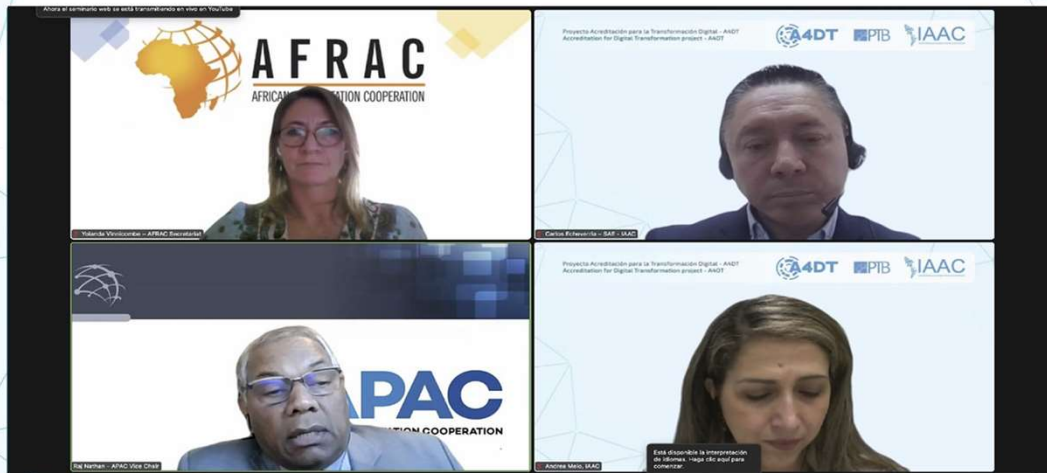 Ahora el seminario web se está transmitiendo en vivo en YouTube
AFRAC
AFRICAN TATION COOPERATION
Yolanda Vinnicombe – AFRAC Secretariat
Proyecto Acreditación para la Transformación Digital - A4DT
Accreditation for Digital Transformation project - A4DT
A4DT PTB IAAC
Carlos Echeverría – SAE - IAAC
APAC
TION COOPERATION
Raj Nathan – APAC Vice Chair
Proyecto Acreditación para la Transformación Digital - A4DT
Accreditation for Digital Transformation project - A4DT
A4DT PTB IAAC
Andrea Melo, IAAC
Está disponible la interpretación
de idiomas. Haga clic aquí para
comenzar.